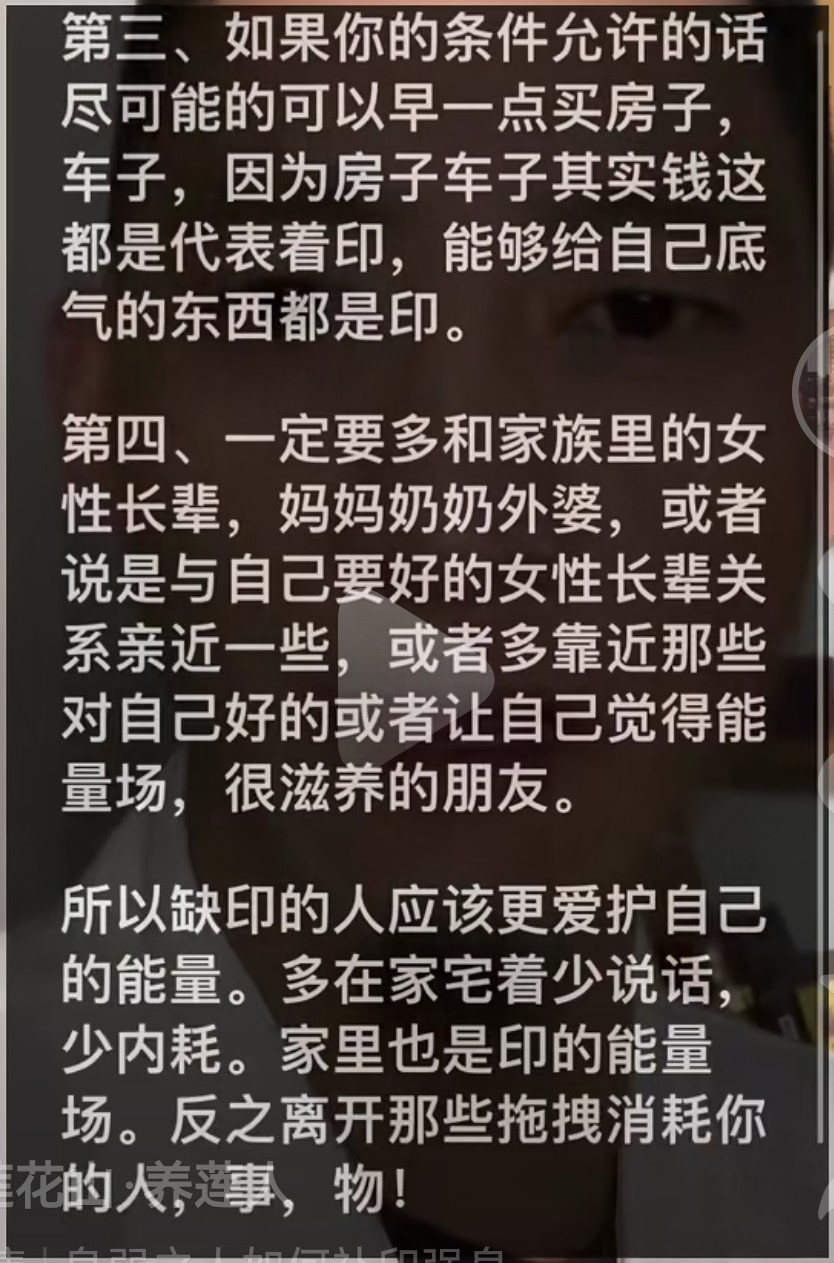 第三、如果你的条件允许的话
尽可能的可以早一点买房子，
车子，因为房子车子其实钱这
都是代表着印，能够给自己底
气的东西都是印。
第四、一定要多和家族里的女
性长辈，妈妈奶奶外婆，或者
说是与自己要好的女性长辈关
系亲近一些，或者多靠近那些
对自己好的或者让自己觉得能
量场，很滋养的朋友。
所以缺印的人应该更爱护自己
的能量。多在家宅着少说话，
少内耗。家里也是印的能量
场。反之离开那些拖拽消耗你
的人，事，物！
花山·养莲人
身弱之人如何补印强身